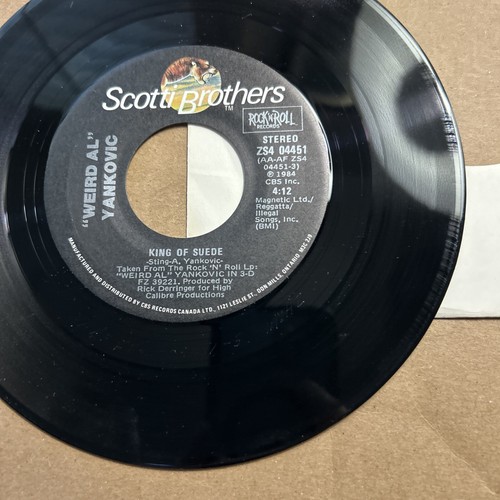 Scotti Brothers
TM
ROCK'N'ROLL
RECORDS
STEREO
ZS4 04451
(AA-AF ZS4
04451-3)
℗ 1984
CBS Inc.
4:12
Magnetic Ltd./
Reggatta/
Illegal
Songs, Inc.
(BMI)
"WEIRD AL"
YANKOVIC
KING OF SUEDE
-Sting-A. Yankovic-
Taken From The Rock 'N' Roll Lp:
"WEIRD AL" YANKOVIC IN 3-D
FZ 39221. Produced by
Rick Derringer for High
Calibre Productions
MANUFACTURED AND DISTRIBUTED BY CBS RECORDS CANADA LTD., 1121 LESLIE ST., DON MILLS, ONTARIO M3C 2J9